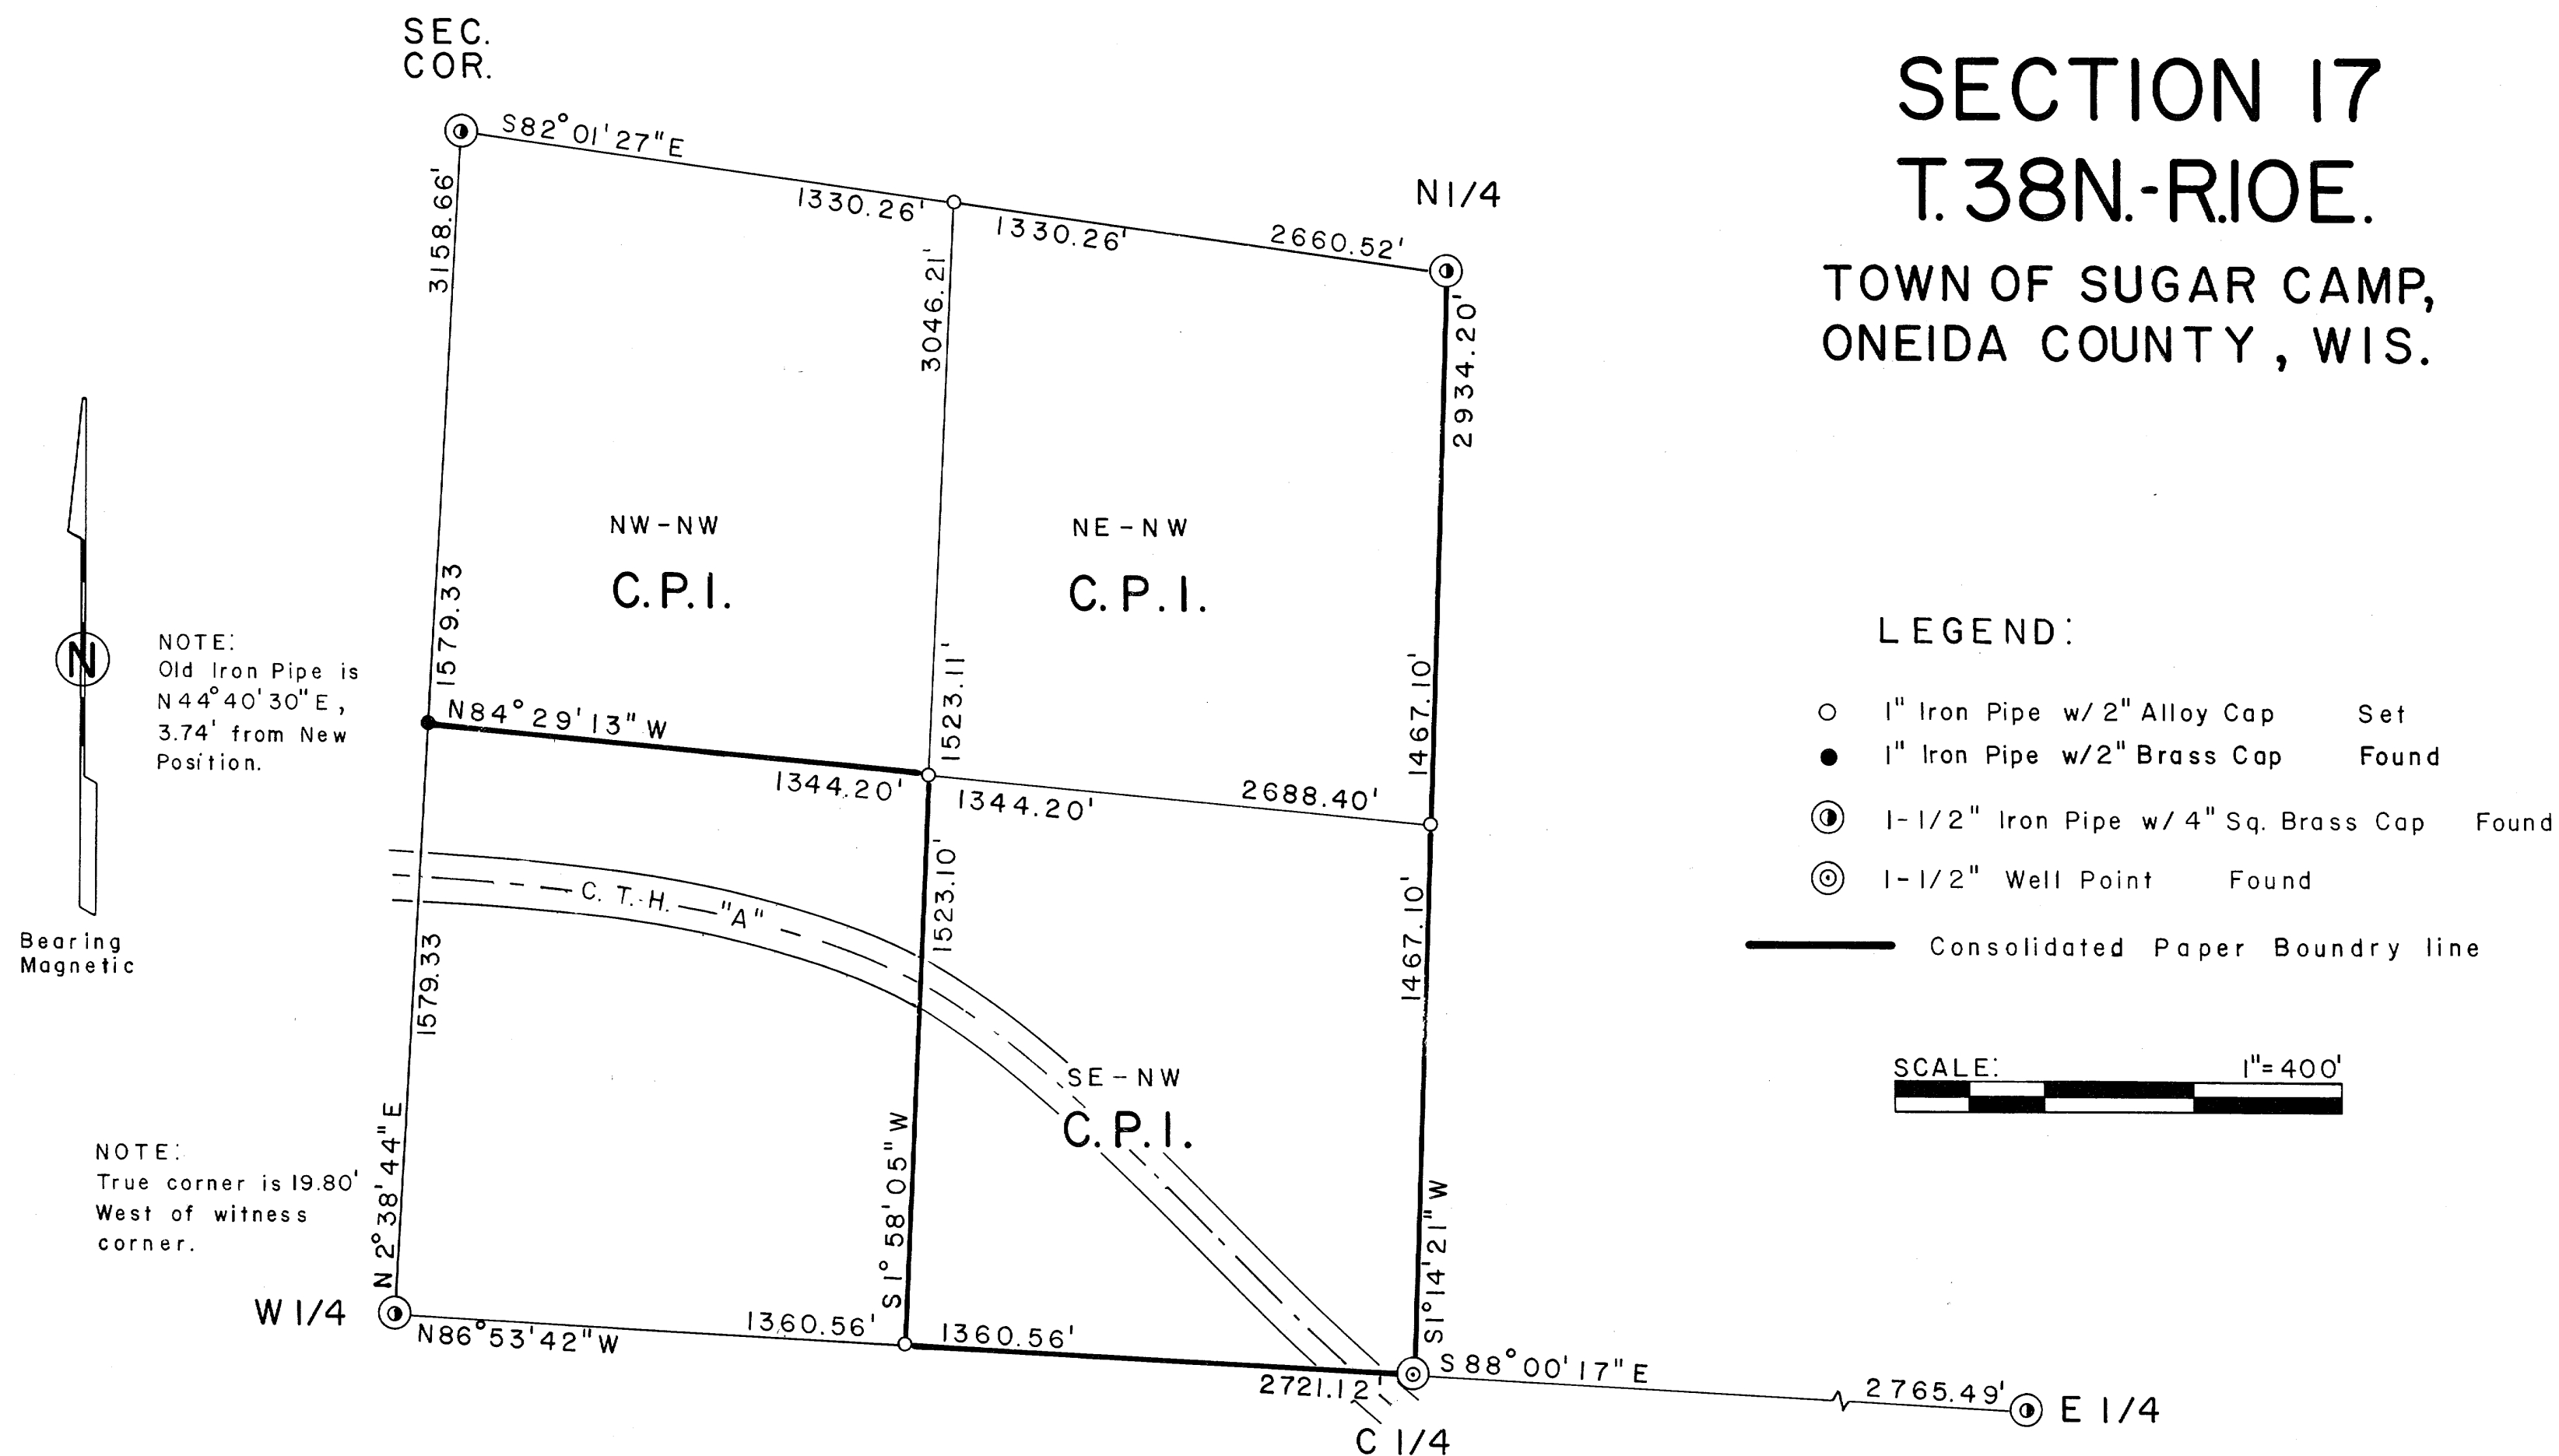 SEC.
COR.
SECTION 17
T. 38N.-R.10E.
TOWN OF SUGAR CAMP,
ONEIDA COUNTY, WIS.
S82°01'27"E
1330.26'
1330.26'
2660.52'
N1/4
3158.66'
3046.21'
2934.20'
NW-NW
C.P.I.
NE-NW
C.P.I.
1579.33
1523.11'
1467.10'
NOTE:
Old Iron Pipe is
N44°40'30"E,
3.74' from New
Position.
N
Bearing
Magnetic
N84°29'13"W
1344.20'
1344.20'
2688.40'
LEGEND:
1" Iron Pipe w/ 2" Alloy Cap Set
1" Iron Pipe w/2" Brass Cap Found
1-1/2" Iron Pipe w/ 4" Sq. Brass Cap Found
1-1/2" Well Point Found
Consolidated Paper Boundry line
SCALE: 1"=400'
C. T.H. "A"
1579.33
1523.10'
1467.10'
SE-NW
C.P.I.
NOTE:
True corner is 19.80'
West of witness
corner.
N 2°38'44"E
S 1° 58' 05" W
S1°14'21"W
W 1/4
N86°53'42"W
1360.56'
1360.56'
2721.12'
S 88°00'17"E
2765.49'
E 1/4
C 1/4